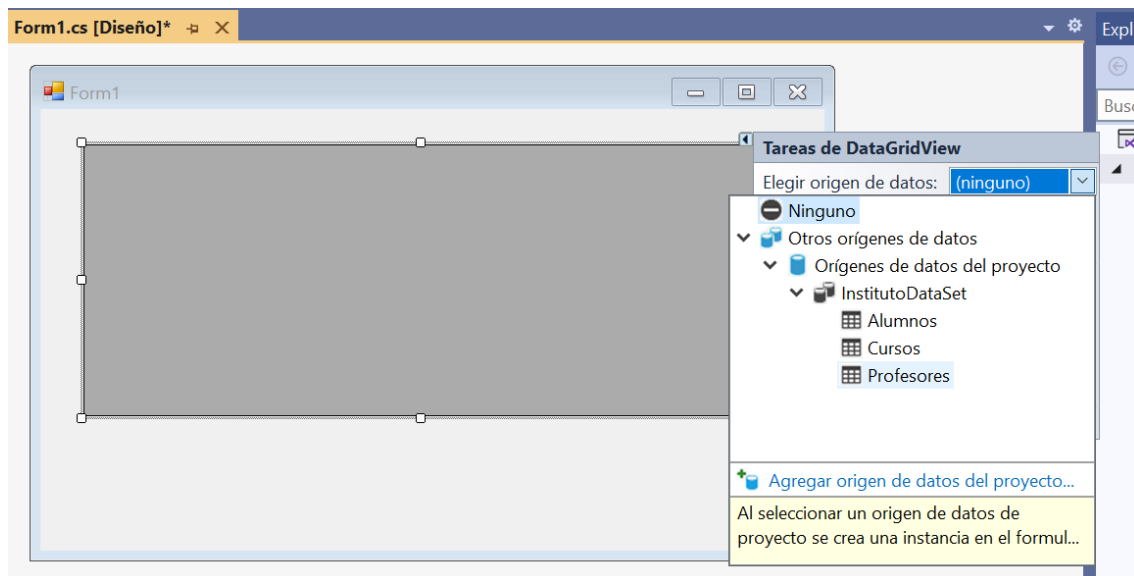 Form1.cs [Diseño]*
Expl
Form1
Busc
Tareas de DataGridView
Elegir origen de datos: (ninguno)
Ninguno
Otros orígenes de datos
Orígenes de datos del proyecto
InstitutoDataSet
Alumnos
Cursos
Profesores
Agregar origen de datos del proyecto...
Al seleccionar un origen de datos de
proyecto se crea una instancia en el formul...